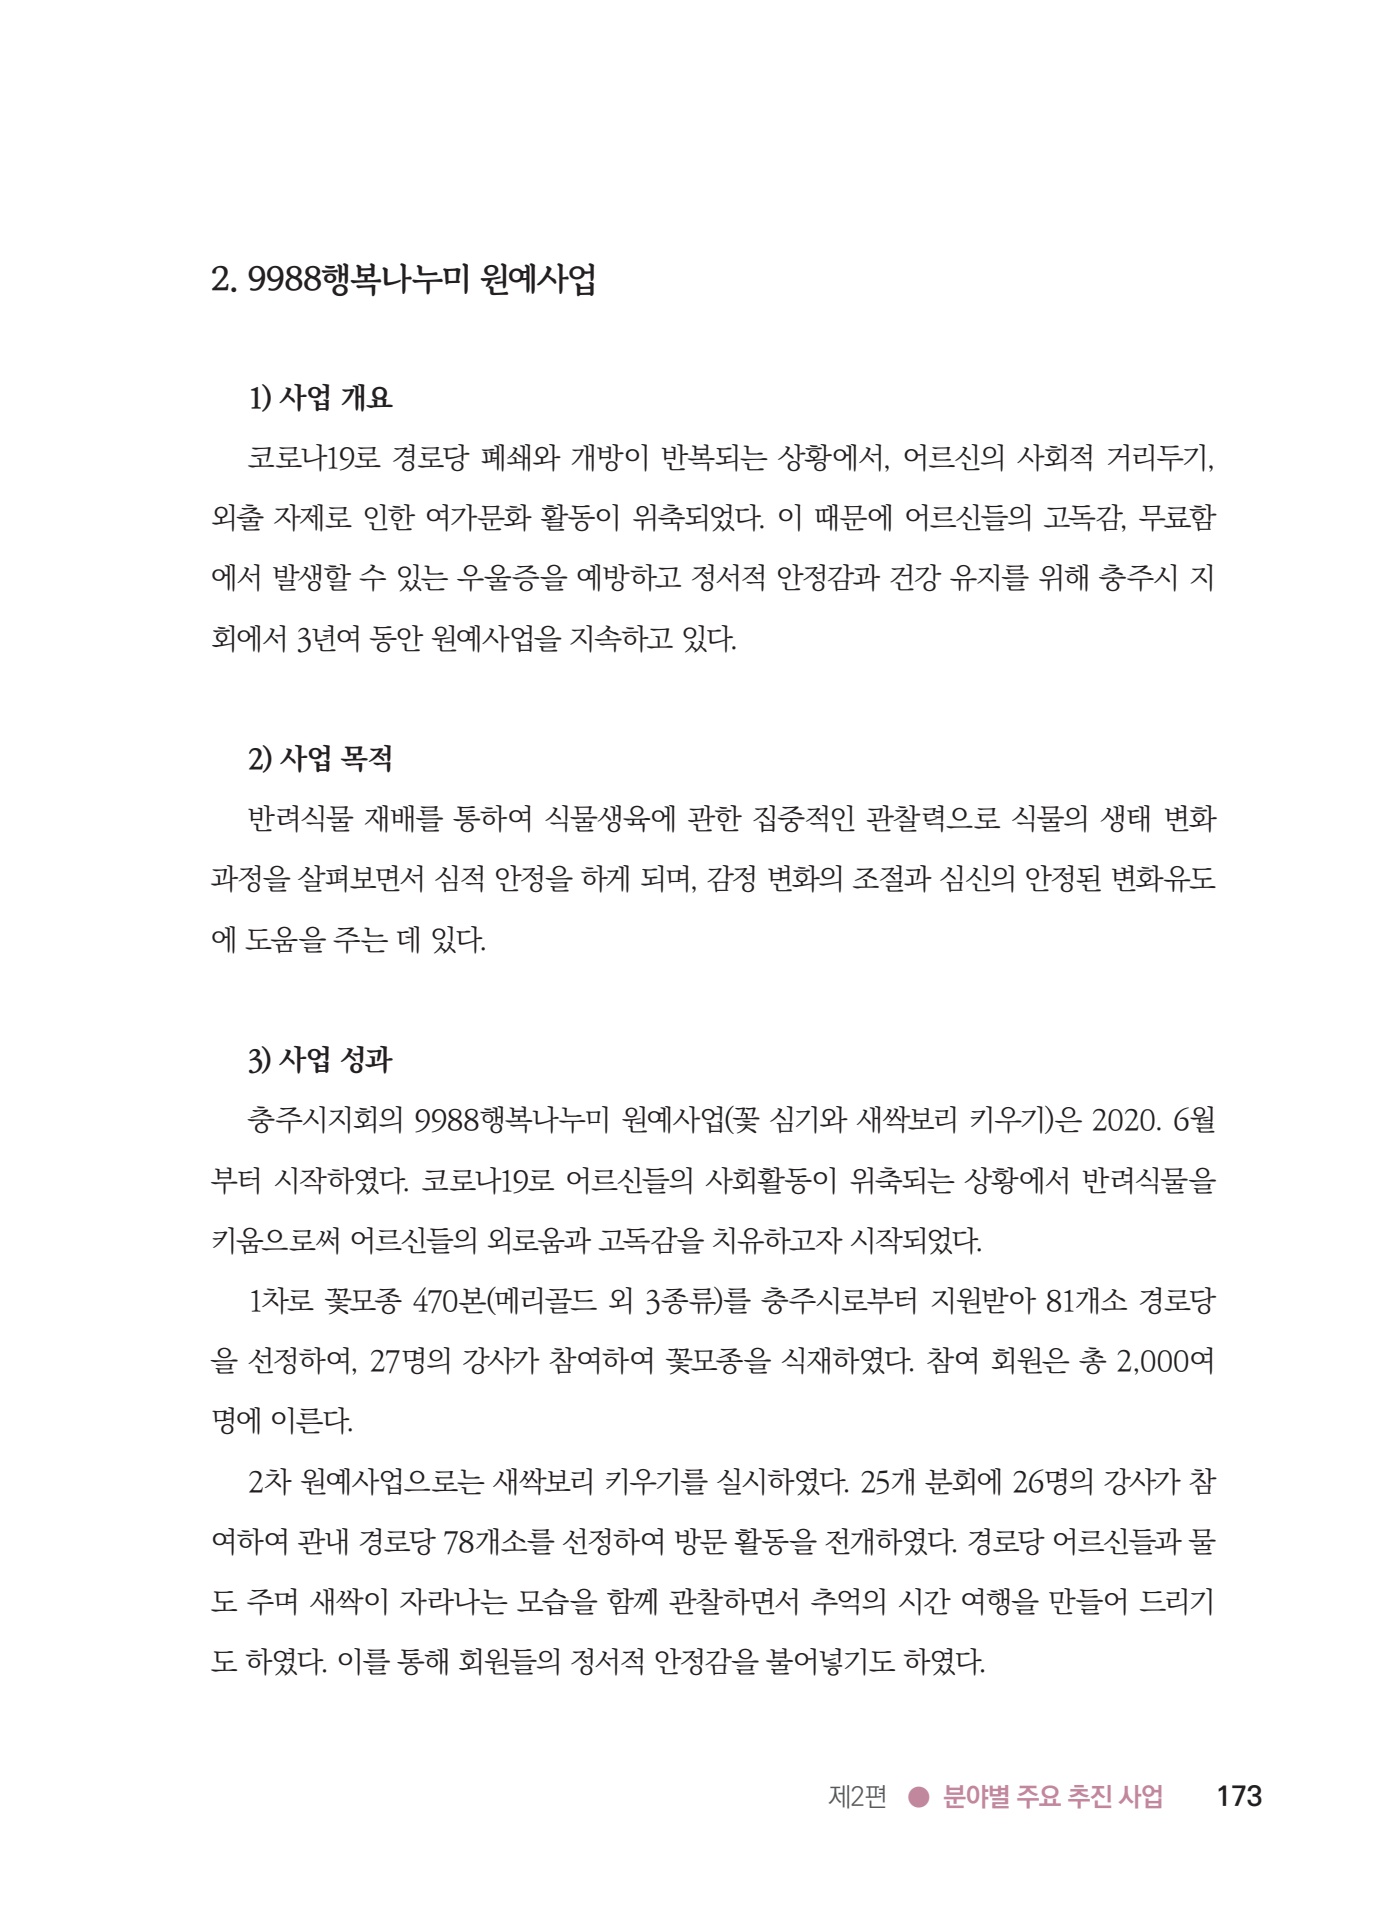 2. 9988행복나누미 원예사업
1) 사업 개요
코로나19로 경로당 폐쇄와 개방이 반복되는 상황에서, 어르신의 사회적 거리두기,
외출 자제로 인한 여가문화 활동이 위축되었다. 이 때문에 어르신들의 고독감, 무료함
에서 발생할 수 있는 우울증을 예방하고 정서적 안정감과 건강 유지를 위해 충주시 지
회에서 3년여 동안 원예사업을 지속하고 있다.
2) 사업 목적
반려식물 재배를 통하여 식물생육에 관한 집중적인 관찰력으로 식물의 생태 변화
과정을 살펴보면서 심적 안정을 하게 되며, 감정 변화의 조절과 심신의 안정된 변화유도
에 도움을 주는 데 있다.
3) 사업 성과
충주시지회의 9988행복나누미 원예사업(꽃 심기와 새싹보리 키우기)은 2020. 6월
부터 시작하였다. 코로나19로 어르신들의 사회활동이 위축되는 상황에서 반려식물을
키움으로써 어르신들의 외로움과 고독감을 치유하고자 시작되었다.
1차로 꽃모종 470본(메리골드 외 3종류)를 충주시로부터 지원받아 81개소 경로당
을 선정하여, 27명의 강사가 참여하여 꽃모종을 식재하였다. 참여 회원은 총 2,000여
명에 이른다.
2차 원예사업으로는 새싹보리 키우기를 실시하였다. 25개 분회에 26명의 강사가 참
여하여 관내 경로당 78개소를 선정하여 방문 활동을 전개하였다. 경로당 어르신들과 물
도 주며 새싹이 자라나는 모습을 함께 관찰하면서 추억의 시간 여행을 만들어 드리기
도 하였다. 이를 통해 회원들의 정서적 안정감을 불어넣기도 하였다.
제2편 ● 분야별 주요 추진 사업 173